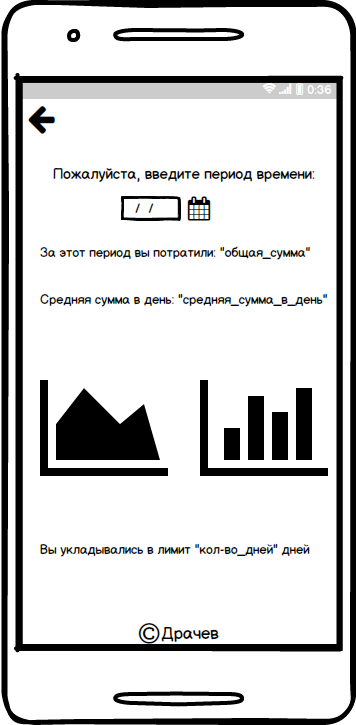 0:36
Пожалуйста, введите период времени:
/ /
За этот период вы потратили: "общая_сумма"
Средняя сумма в день: "средняя_сумма_в_день"
Вы укладывались в лимит "кол-во_дней" дней
©Драчев